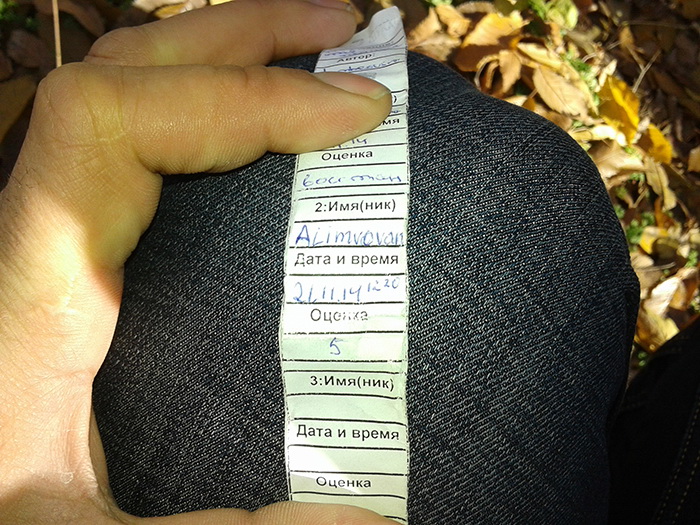 Автор:
14
Оценка
2:Имя(ник)
Alimvovan
Дата и время
21.11.14 12 20
Оценка
5
3:Имя(ник)
Дата и время
Оценка